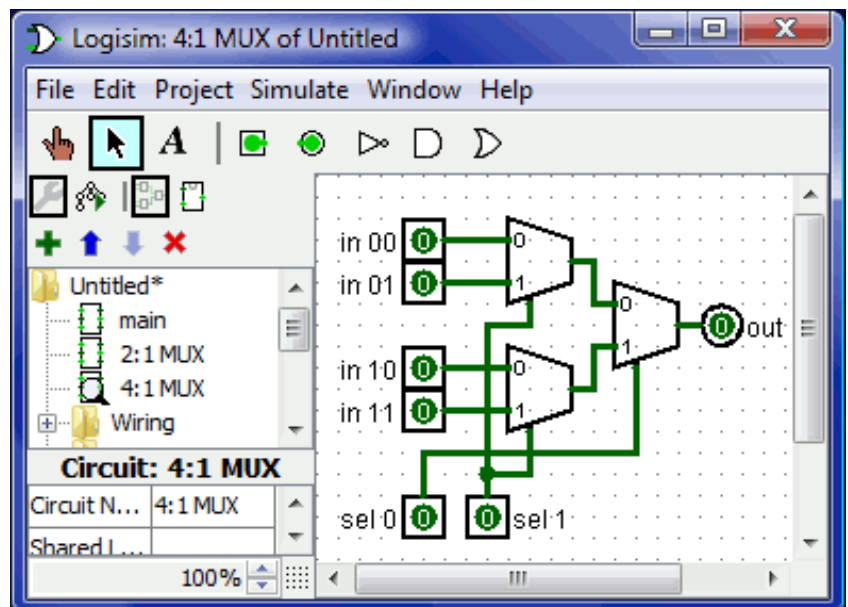 Logisim: 4:1 MUX of Untitled
File Edit Project Simulate Window Help
A
Untitled*
main
2:1 MUX
4:1 MUX
Wiring
Circuit: 4:1 MUX
Circuit N... 4:1 MUX
Shared L...
100%
in 00 0
in 01 0
in 10 0
in 11 0
0
1
0
1
0
1
0 out
sel 0 0
0 sel 1